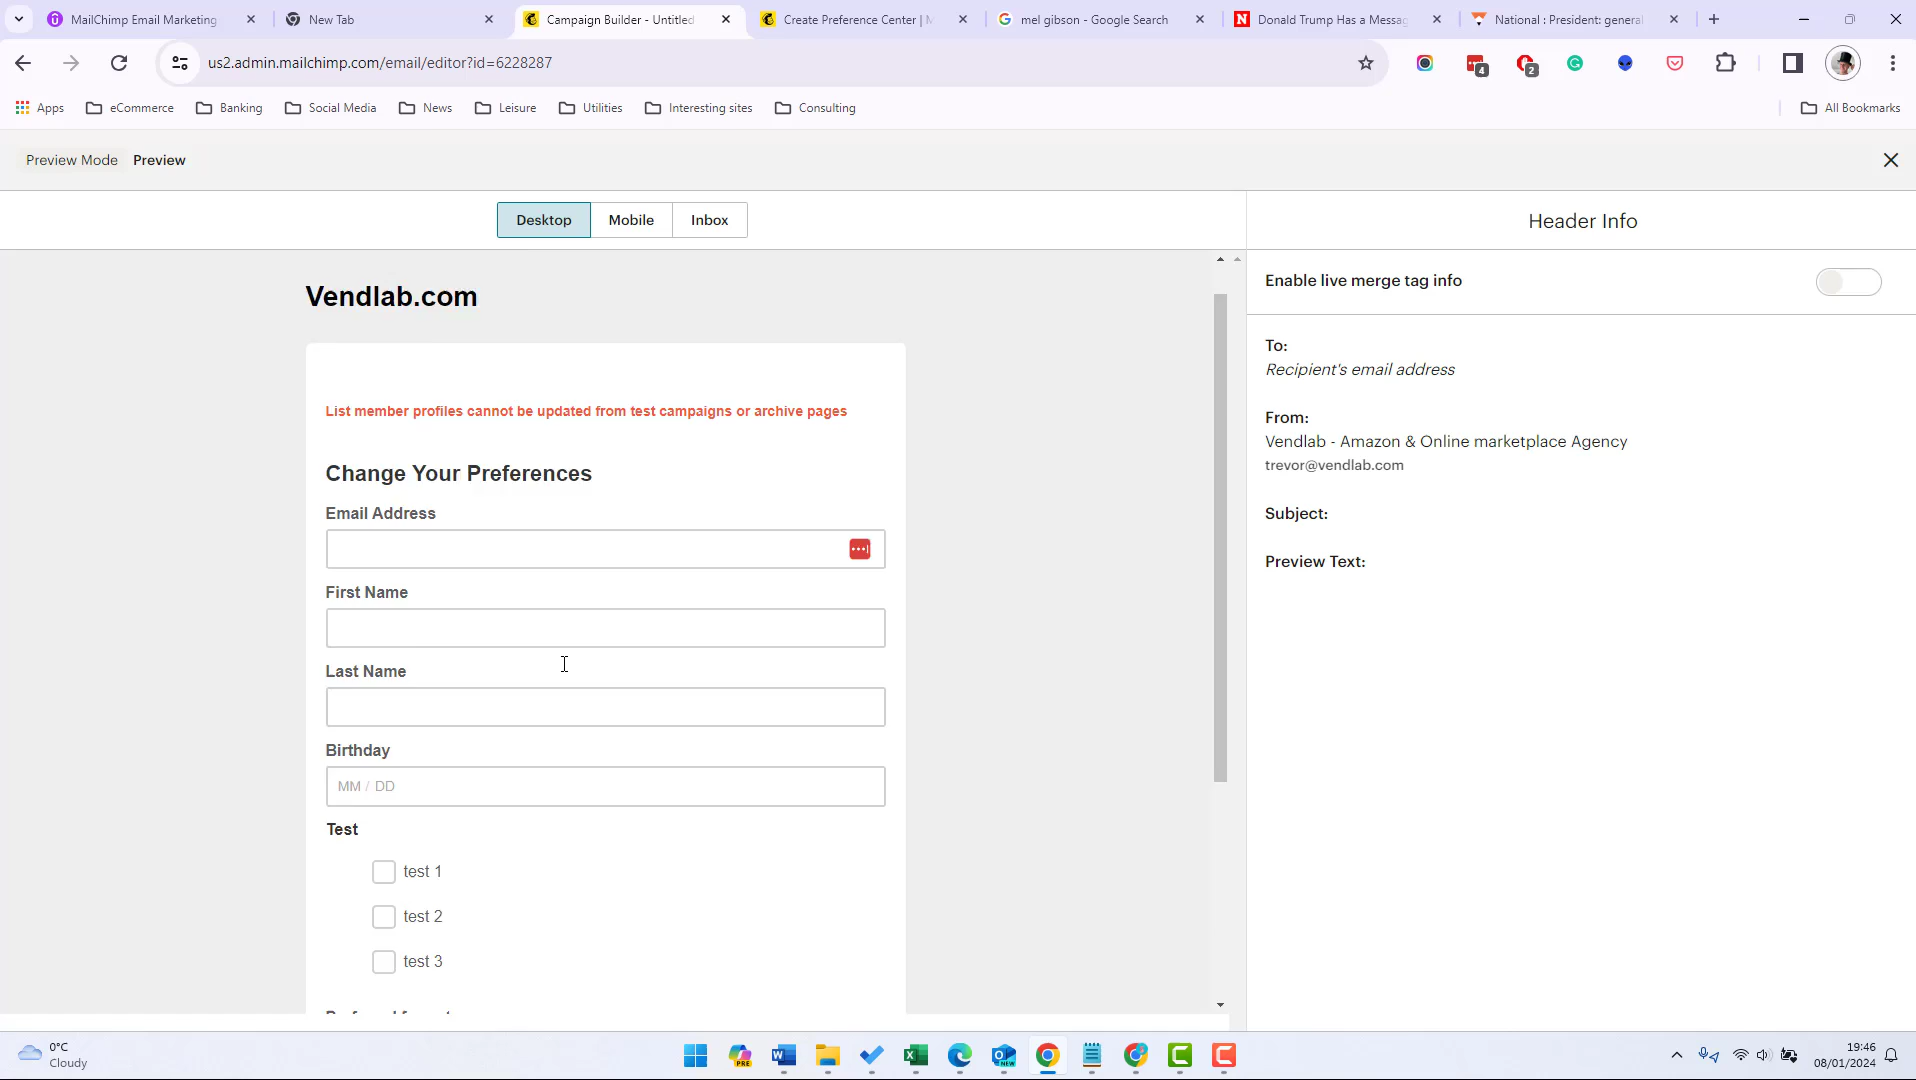 MailChimp Email Marketing
New Tab
Campaign Builder - Untitled
Create Preference Center | M
mel gibson - Google Search
Donald Trump Has a Messag
National : President: general
us2.admin.mailchimp.com/email/editor?id=6228287
4
2
Apps
eCommerce
Banking
Social Media
News
Leisure
Utilities
Interesting sites
Consulting
All Bookmarks
Preview Mode Preview
Desktop
Mobile
Inbox
Header Info
Vendlab.com
Enable live merge tag info
To:
Recipient's email address
List member profiles cannot be updated from test campaigns or archive pages
From:
Vendlab - Amazon & Online marketplace Agency
trevor@vendlab.com
Change Your Preferences
Email Address
Subject:
Preview Text:
First Name
Last Name
Birthday
MM / DD
Test
test 1
test 2
test 3
0°C
Cloudy
PRE
NEW
19:46
08/01/2024